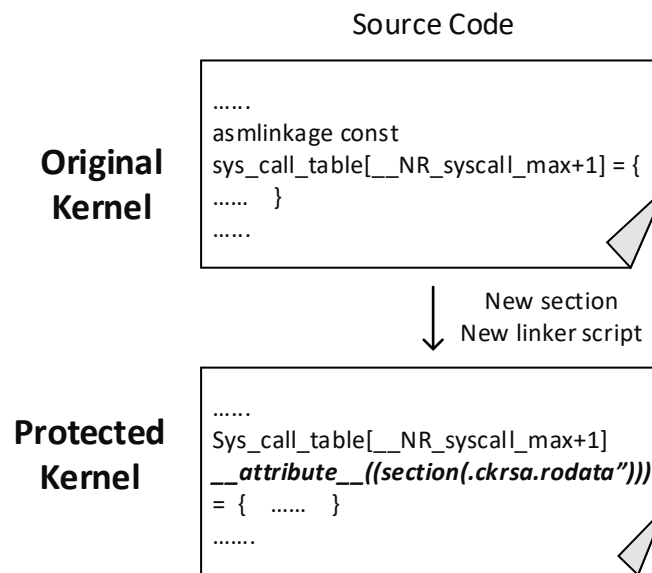 Source Code
Original
Kernel
......
asmlinkage const
sys_call_table[__NR_syscall_max+1] = {
......    }
......
New section
New linker script
Protected
Kernel
......
Sys_call_table[__NR_syscall_max+1]
__attribute__((section(.ckrsa.rodata”)))
= {   ......    }
.......